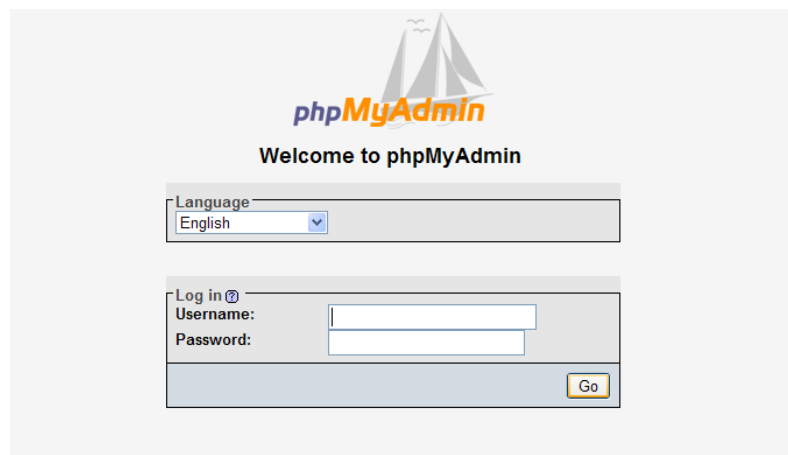 phpMyAdmin
Welcome to phpMyAdmin
Language
English
Log in ?
Username:
Password:
Go